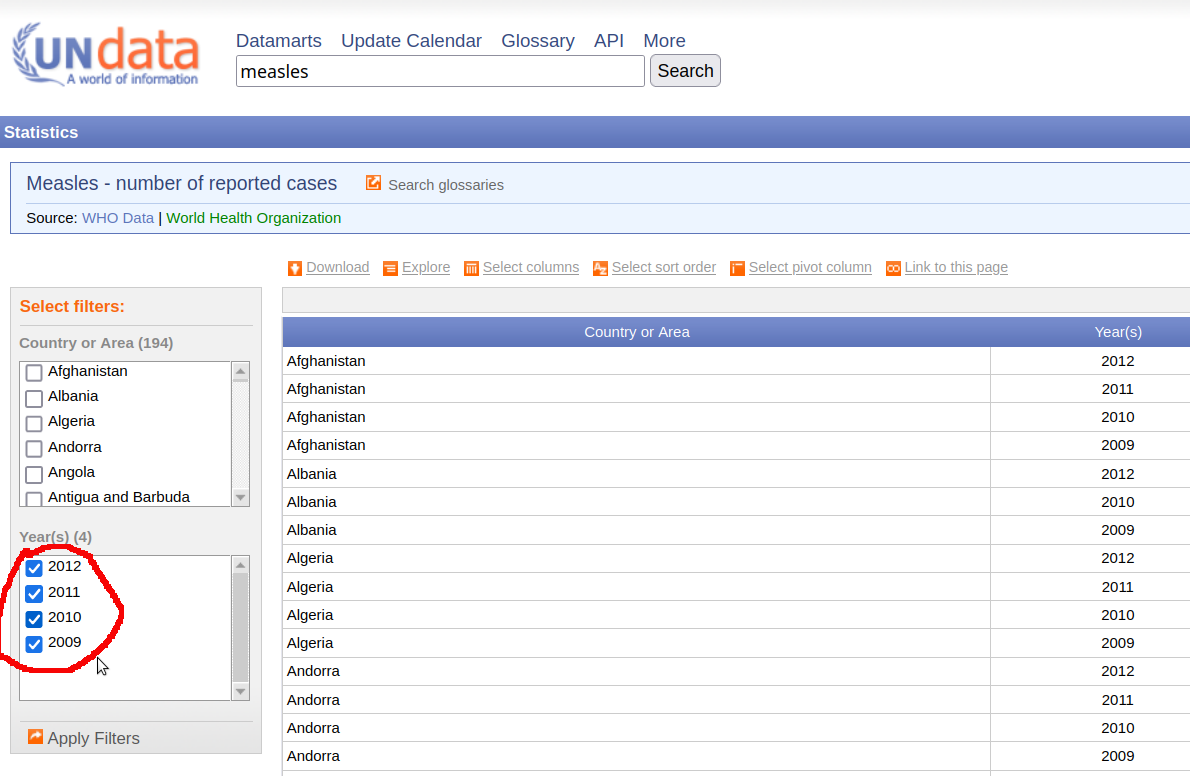 UNdata
A world of information
Datamarts Update Calendar Glossary API More
measles Search
Statistics
Measles - number of reported cases Search glossaries
Source: WHO Data | World Health Organization
Download Explore Select columns Select sort order Select pivot column Link to this page
Select filters:
Country or Area (194)
Afghanistan
Albania
Algeria
Andorra
Angola
Antigua and Barbuda
Year(s) (4)
2012
2011
2010
2009
Apply Filters
Country or Area Year(s)
Afghanistan 2012
Afghanistan 2011
Afghanistan 2010
Afghanistan 2009
Albania 2012
Albania 2010
Albania 2009
Algeria 2012
Algeria 2011
Algeria 2010
Algeria 2009
Andorra 2012
Andorra 2011
Andorra 2010
Andorra 2009